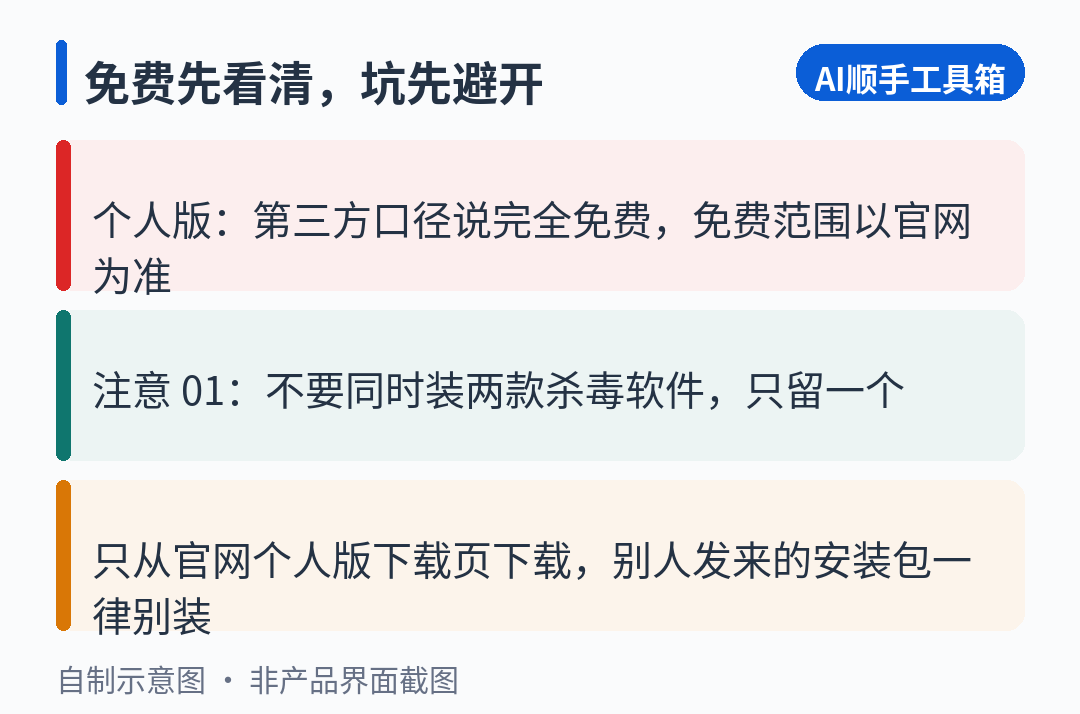 免费先看清，坑先避开
AI顺手工具箱
个人版：第三方口径说完全免费，免费范围以官网
为准
注意 01：不要同时装两款杀毒软件，只留一个
只从官网个人版下载页下载，别人发来的安装包一
律别装
自制示意图 · 非产品界面截图